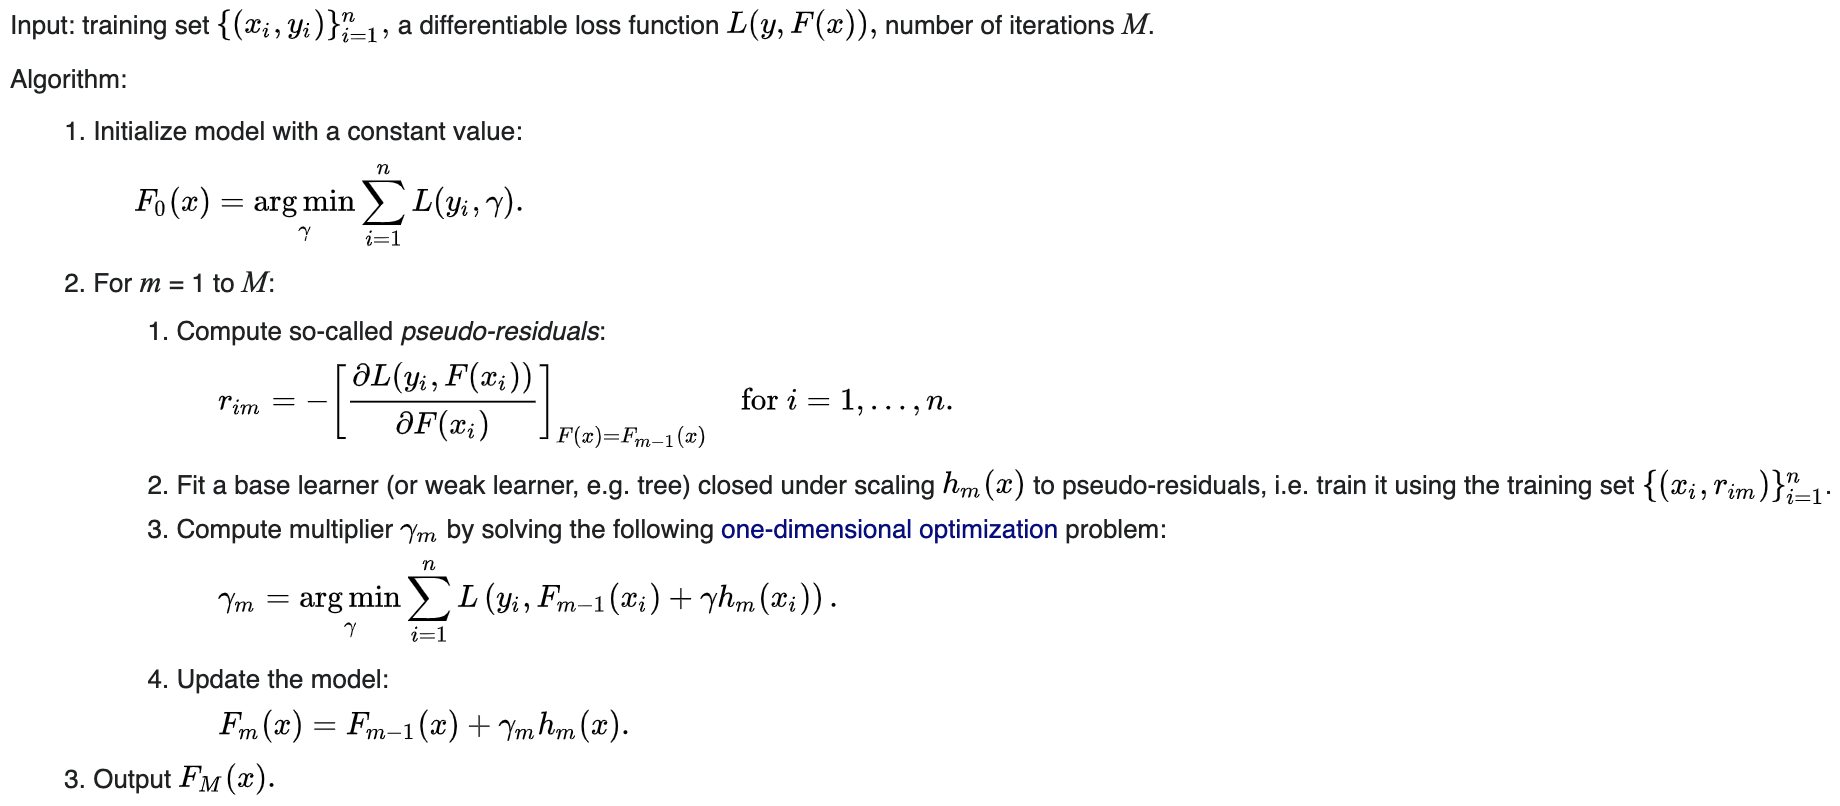 Input: training set $\{(x_i, y_i)\}_{i=1}^n$, a differentiable loss function $L(y, F(x))$, number of iterations $M$.
Algorithm:
1. Initialize model with a constant value:
$F_0(x) = \underset{\gamma}{\arg\min} \sum_{i=1}^n L(y_i, \gamma).$
2. For $m$ = 1 to $M$:
1. Compute so-called pseudo-residuals:
$r_{im} = -\left[\frac{\partial L(y_i, F(x_i))}{\partial F(x_i)}\right]_{F(x)=F_{m-1}(x)} \quad \text{for } i = 1, \ldots, n.$
2. Fit a base learner (or weak learner, e.g. tree) closed under scaling $h_m(x)$ to pseudo-residuals, i.e. train it using the training set $\{(x_i, r_{im})\}_{i=1}^n$.
3. Compute multiplier $\gamma_m$ by solving the following one-dimensional optimization problem:
$\gamma_m = \underset{\gamma}{\arg\min} \sum_{i=1}^n L\left(y_i, F_{m-1}(x_i) + \gamma h_m(x_i)\right).$
4. Update the model:
$F_m(x) = F_{m-1}(x) + \gamma_m h_m(x).$
3. Output $F_M(x).$